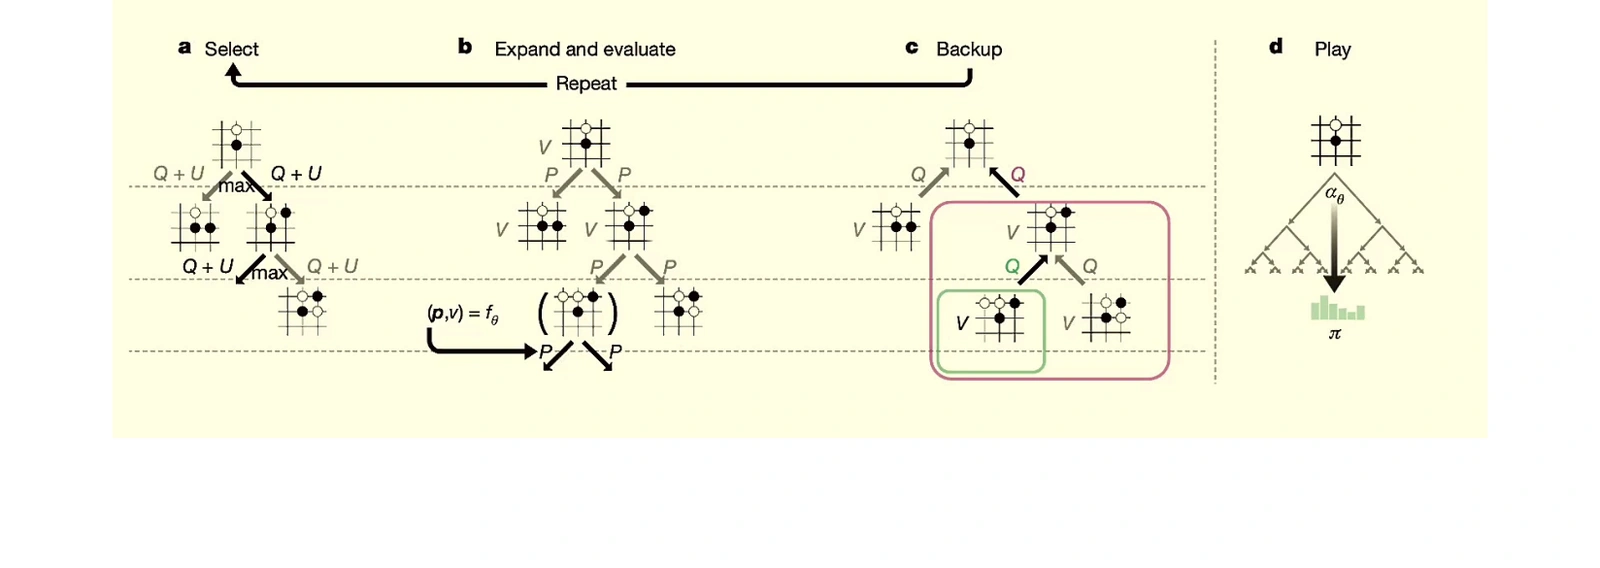 a Select
b Expand and evaluate
c Backup
d Play
Repeat
Q + U
max
Q + U
Q + U
max
Q + U
V
P
P
V
V
P
P
(p,v) = fθ
P
P
Q
Q
V
V
Q
Q
V
V
αθ
π